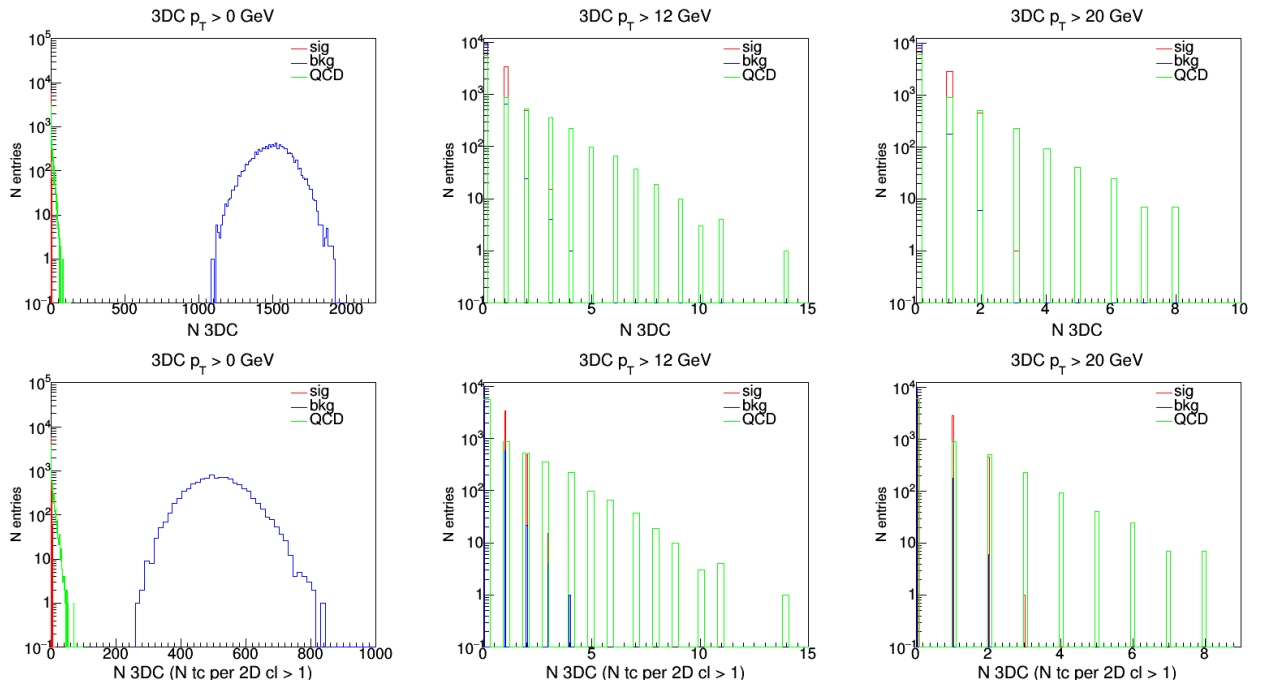 3DC p_T > 0 GeV
N entries
10^5
10^4
10^3
10^2
10
1
10^-1
sig
bkg
QCD
0 500 1000 1500 2000
N 3DC
3DC p_T > 12 GeV
N entries
10^4
10^3
10^2
10
1
10^-1
sig
bkg
QCD
0 5 10 15
N 3DC
3DC p_T > 20 GeV
N entries
10^4
10^3
10^2
10
1
10^-1
sig
bkg
QCD
0 2 4 6 8 10
N 3DC
3DC p_T > 0 GeV
N entries
10^5
10^4
10^3
10^2
10
1
10^-1
sig
bkg
QCD
0 200 400 600 800 1000
N 3DC (N tc per 2D cl > 1)
3DC p_T > 12 GeV
N entries
10^4
10^3
10^2
10
1
10^-1
sig
bkg
QCD
0 5 10 15
N 3DC (N tc per 2D cl > 1)
3DC p_T > 20 GeV
N entries
10^4
10^3
10^2
10
1
10^-1
sig
bkg
QCD
0 2 4 6 8
N 3DC (N tc per 2D cl > 1)